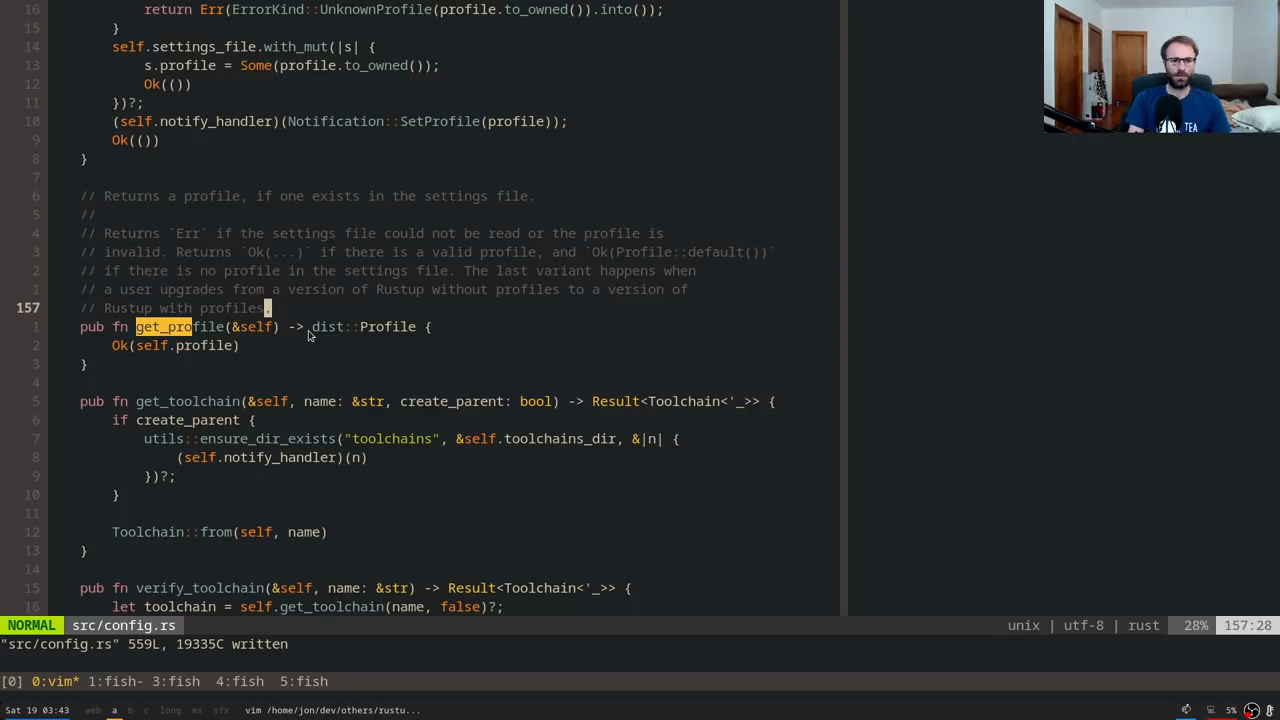 16            return Err(ErrorKind::UnknownProfile(profile.to_owned()).into());
15        }
14        self.settings_file.with_mut(|s| {
13            s.profile = Some(profile.to_owned());
12            Ok(())
11        })?;
10        (self.notify_handler)(Notification::SetProfile(profile));
9        Ok(())
8    }
7
6    // Returns a profile, if one exists in the settings file.
5    //
4    // Returns `Err` if the settings file could not be read or the profile is
3    // invalid. Returns `Ok(...)` if there is a valid profile, and `Ok(Profile::default())`
2    // if there is no profile in the settings file. The last variant happens when
1    // a user upgrades from a version of Rustup without profiles to a version of
157    // Rustup with profiles.
1    pub fn get_profile(&self) -> dist::Profile {
2        Ok(self.profile)
3    }
4
5    pub fn get_toolchain(&self, name: &str, create_parent: bool) -> Result<Toolchain<'_>> {
6        if create_parent {
7            utils::ensure_dir_exists("toolchains", &self.toolchains_dir, &|n| {
8                (self.notify_handler)(n)
9            })?;
10        }
11
12        Toolchain::from(self, name)
13    }
14
15    pub fn verify_toolchain(&self, name: &str) -> Result<Toolchain<'_>> {
16        let toolchain = self.get_toolchain(name, false)?;
NORMAL src/config.rs unix | utf-8 | rust 28% 157:28
"src/config.rs" 559L, 19335C written
[0] 0:vim* 1:fish- 3:fish 4:fish 5:fish
Sat 19 03:43 web a b c long mx sfx vim /home/jon/dev/others/rustu... 5%
TEA